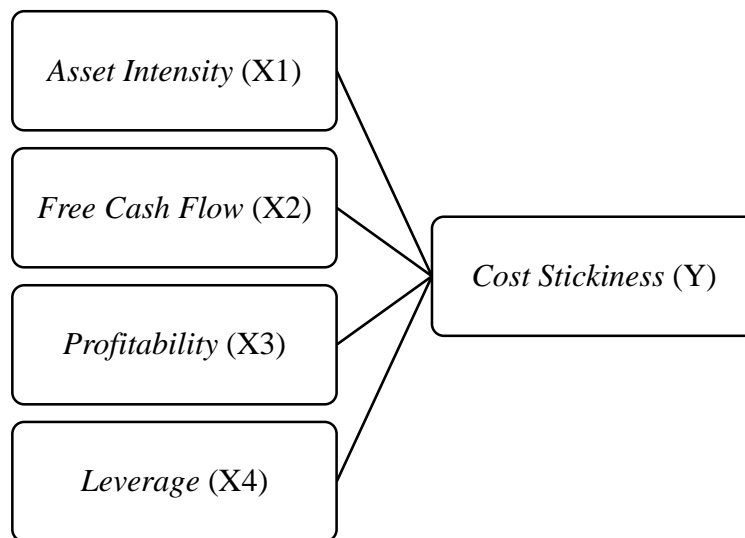 Asset Intensity (X1)
Free Cash Flow (X2)
Cost Stickiness (Y)
Profitability (X3)
Leverage (X4)